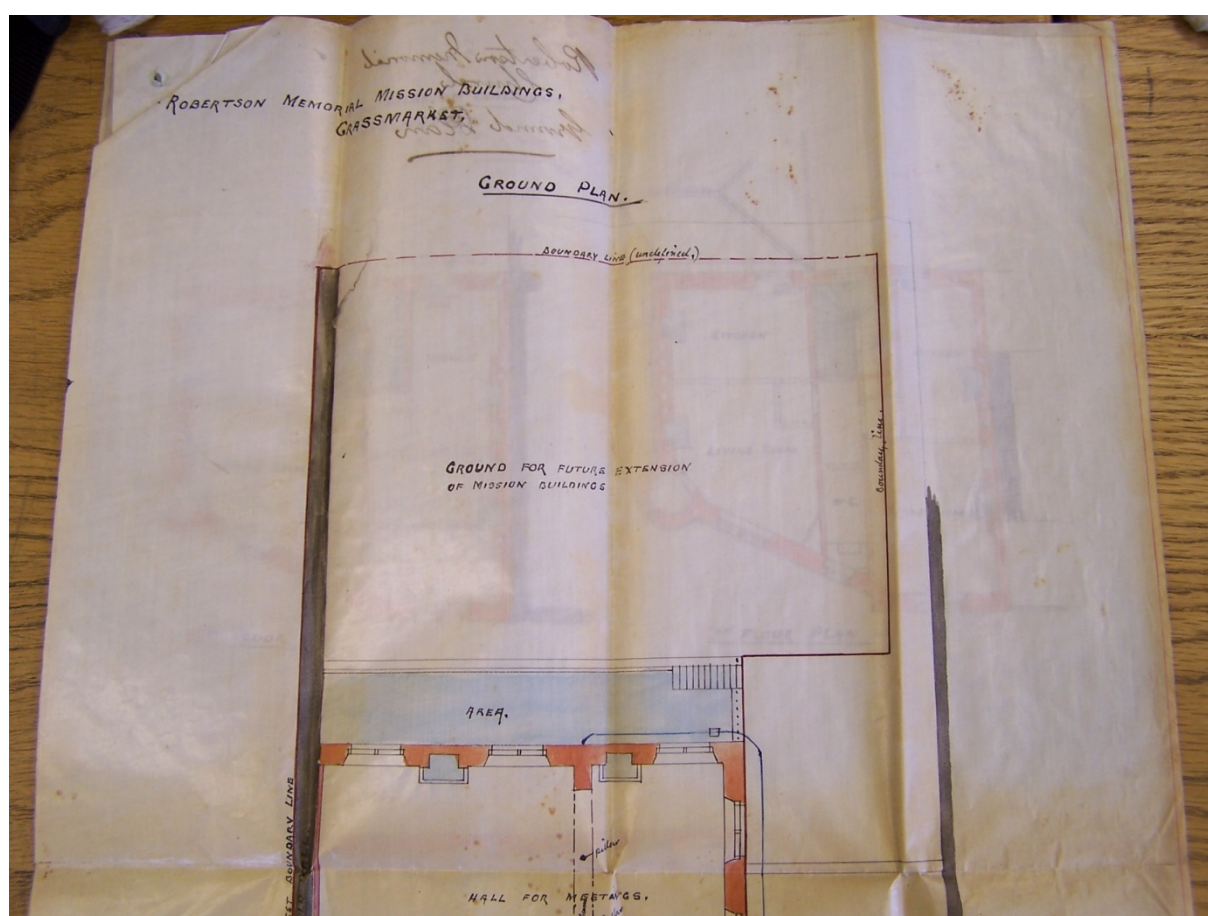 ROBERTSON MEMORIAL MISSION BUILDINGS,
GRASSMARKET,
GROUND PLAN.
BOUNDARY LINE (undefined.)
Boundary line.
GROUND FOR FUTURE EXTENSION
OF MISSION BUILDINGS
AREA.
pillar
HALL FOR MEETINGS.
BOUNDARY LINE